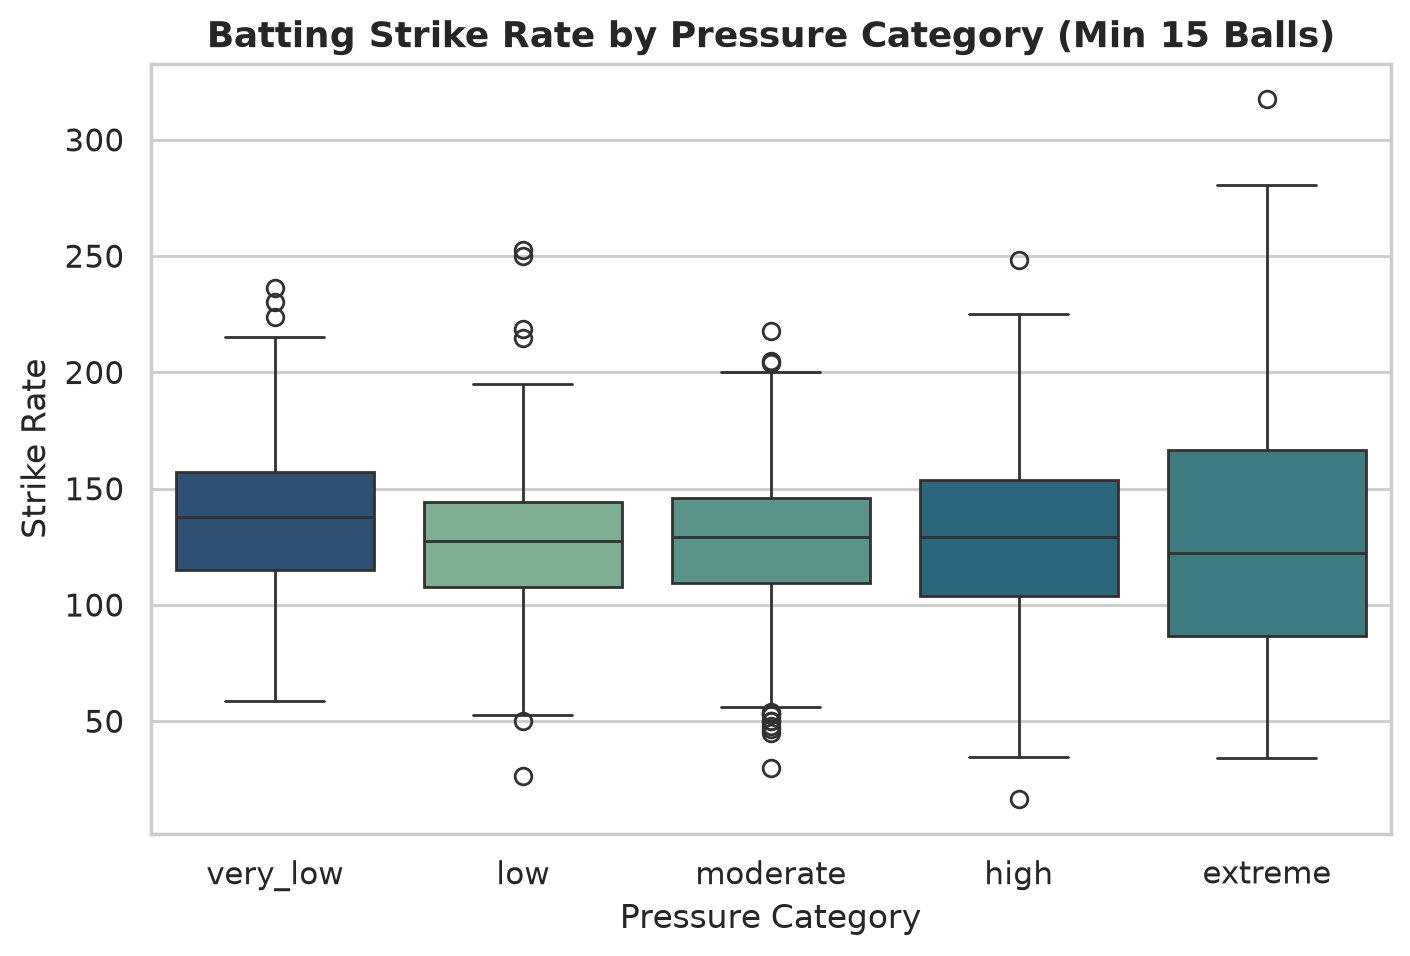 Batting Strike Rate by Pressure Category (Min 15 Balls)
Strike Rate
300
250
200
150
100
50
very_low low moderate high extreme
Pressure Category